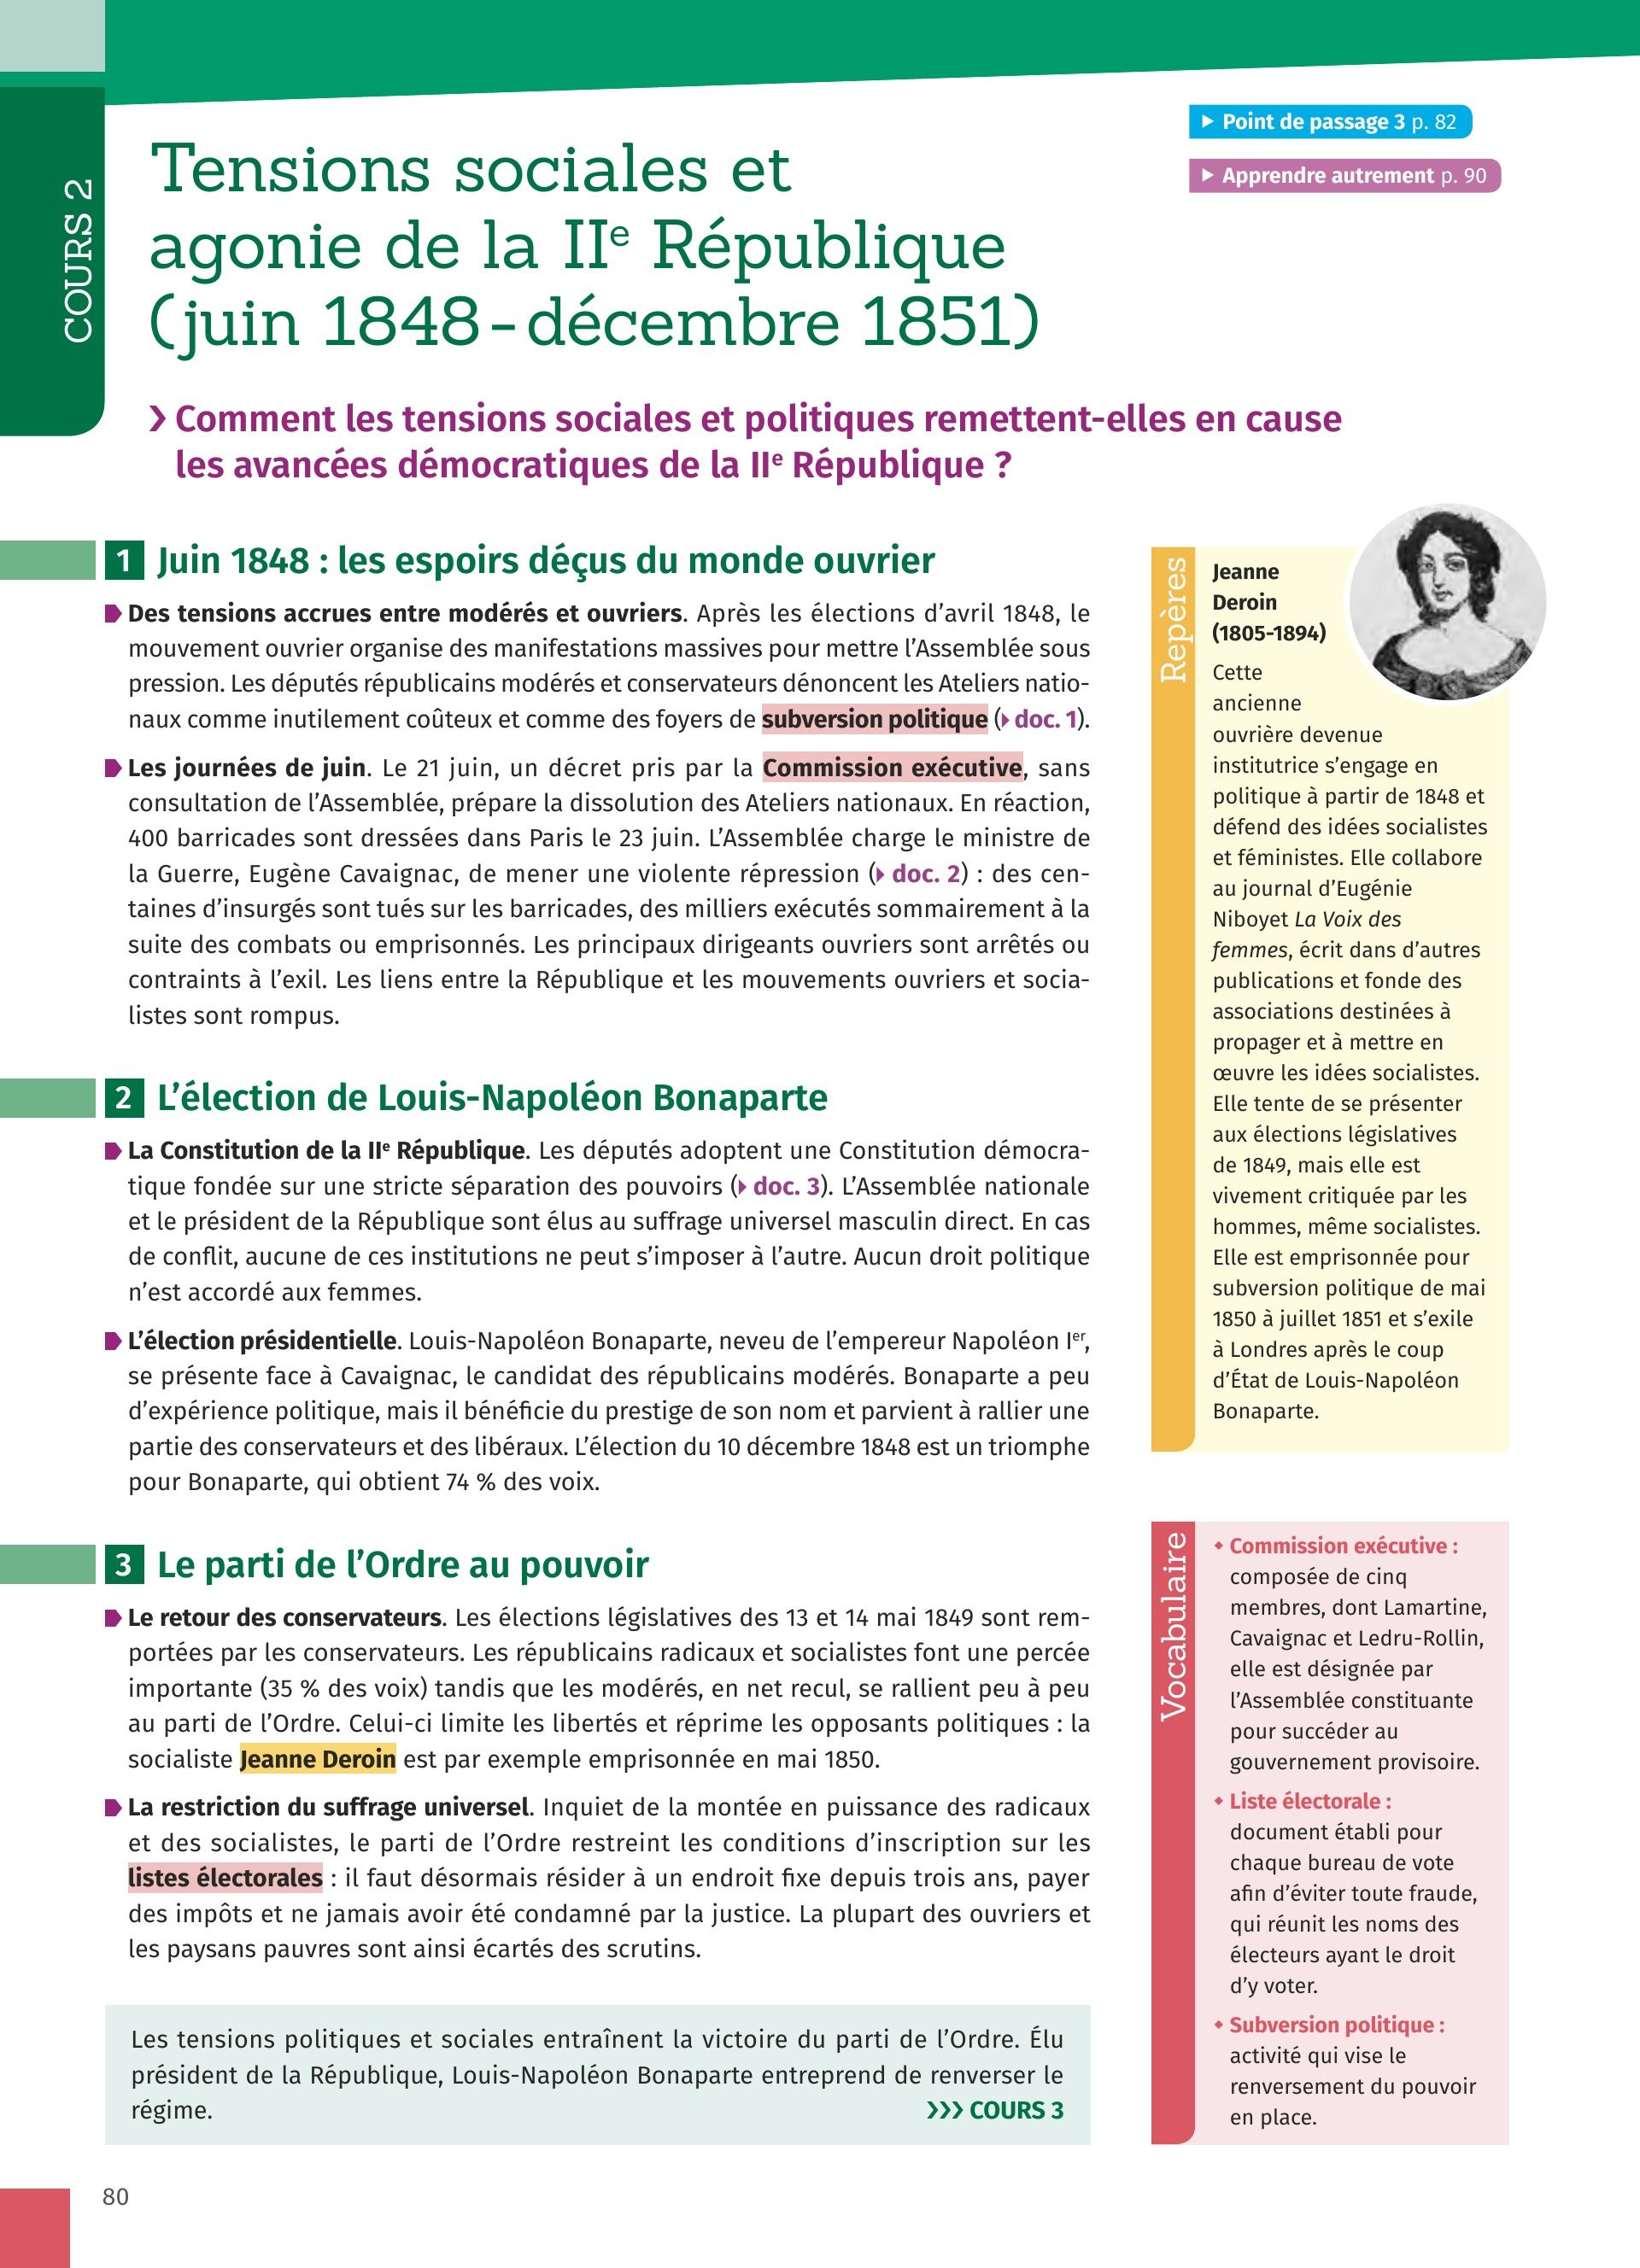 COURS 2
▶ Point de passage 3 p. 82
▶ Apprendre autrement p. 90
Tensions sociales et
agonie de la IIe République
(juin 1848 - décembre 1851)
❯ Comment les tensions sociales et politiques remettent-elles en cause
les avancées démocratiques de la IIe République ?
1 Juin 1848 : les espoirs déçus du monde ouvrier
Des tensions accrues entre modérés et ouvriers. Après les élections d’avril 1848, le
mouvement ouvrier organise des manifestations massives pour mettre l’Assemblée sous
pression. Les députés républicains modérés et conservateurs dénoncent les Ateliers natio-
naux comme inutilement coûteux et comme des foyers de subversion politique (▸ doc. 1).
Les journées de juin. Le 21 juin, un décret pris par la Commission exécutive, sans
consultation de l’Assemblée, prépare la dissolution des Ateliers nationaux. En réaction,
400 barricades sont dressées dans Paris le 23 juin. L’Assemblée charge le ministre de
la Guerre, Eugène Cavaignac, de mener une violente répression (▸ doc. 2) : des cen-
taines d’insurgés sont tués sur les barricades, des milliers exécutés sommairement à la
suite des combats ou emprisonnés. Les principaux dirigeants ouvriers sont arrêtés ou
contraints à l’exil. Les liens entre la République et les mouvements ouvriers et socia-
listes sont rompus.
2 L’élection de Louis-Napoléon Bonaparte
La Constitution de la IIe République. Les députés adoptent une Constitution démocra-
tique fondée sur une stricte séparation des pouvoirs (▸ doc. 3). L’Assemblée nationale
et le président de la République sont élus au suffrage universel masculin direct. En cas
de conflit, aucune de ces institutions ne peut s’imposer à l’autre. Aucun droit politique
n’est accordé aux femmes.
L’élection présidentielle. Louis-Napoléon Bonaparte, neveu de l’empereur Napoléon Ier,
se présente face à Cavaignac, le candidat des républicains modérés. Bonaparte a peu
d’expérience politique, mais il bénéficie du prestige de son nom et parvient à rallier une
partie des conservateurs et des libéraux. L’élection du 10 décembre 1848 est un triomphe
pour Bonaparte, qui obtient 74 % des voix.
3 Le parti de l’Ordre au pouvoir
Le retour des conservateurs. Les élections législatives des 13 et 14 mai 1849 sont rem-
portées par les conservateurs. Les républicains radicaux et socialistes font une percée
importante (35 % des voix) tandis que les modérés, en net recul, se rallient peu à peu
au parti de l’Ordre. Celui-ci limite les libertés et réprime les opposants politiques : la
socialiste Jeanne Deroin est par exemple emprisonnée en mai 1850.
La restriction du suffrage universel. Inquiet de la montée en puissance des radicaux
et des socialistes, le parti de l’Ordre restreint les conditions d’inscription sur les
listes électorales : il faut désormais résider à un endroit fixe depuis trois ans, payer
des impôts et ne jamais avoir été condamné par la justice. La plupart des ouvriers et
les paysans pauvres sont ainsi écartés des scrutins.
Les tensions politiques et sociales entraînent la victoire du parti de l’Ordre. Élu
président de la République, Louis-Napoléon Bonaparte entreprend de renverser le
régime. ❯❯❯ COURS 3
Repères
Jeanne
Deroin
(1805-1894)
Cette
ancienne
ouvrière devenue
institutrice s’engage en
politique à partir de 1848 et
défend des idées socialistes
et féministes. Elle collabore
au journal d’Eugénie
Niboyet La Voix des
femmes, écrit dans d’autres
publications et fonde des
associations destinées à
propager et à mettre en
œuvre les idées socialistes.
Elle tente de se présenter
aux élections législatives
de 1849, mais elle est
vivement critiquée par les
hommes, même socialistes.
Elle est emprisonnée pour
subversion politique de mai
1850 à juillet 1851 et s’exile
à Londres après le coup
d’État de Louis-Napoléon
Bonaparte.
Vocabulaire
Commission exécutive :
composée de cinq
membres, dont Lamartine,
Cavaignac et Ledru-Rollin,
elle est désignée par
l’Assemblée constituante
pour succéder au
gouvernement provisoire.
Liste électorale :
document établi pour
chaque bureau de vote
afin d’éviter toute fraude,
qui réunit les noms des
électeurs ayant le droit
d’y voter.
Subversion politique :
activité qui vise le
renversement du pouvoir
en place.
80